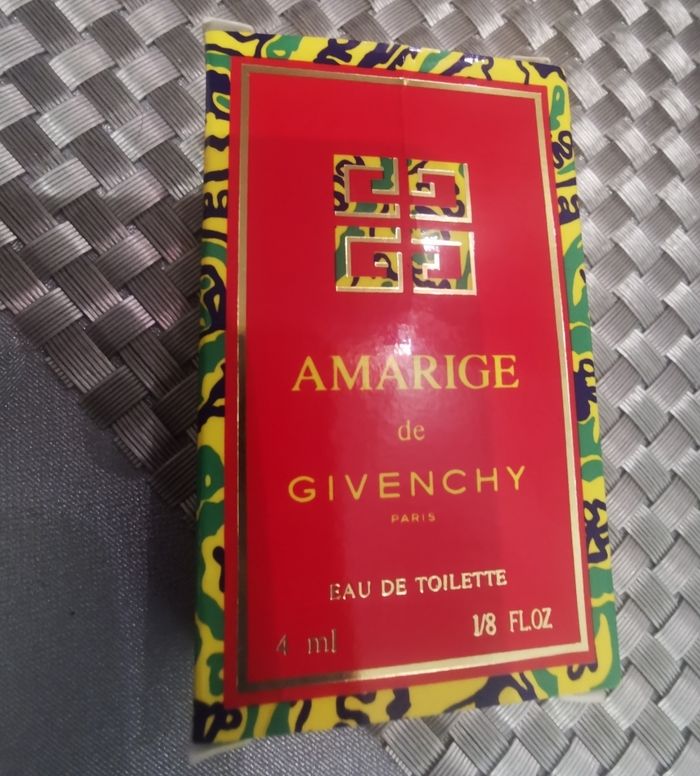 AMARIGE
de
GIVENCHY
PARIS
EAU DE TOILETTE
4 ml 1/8 FL.OZ